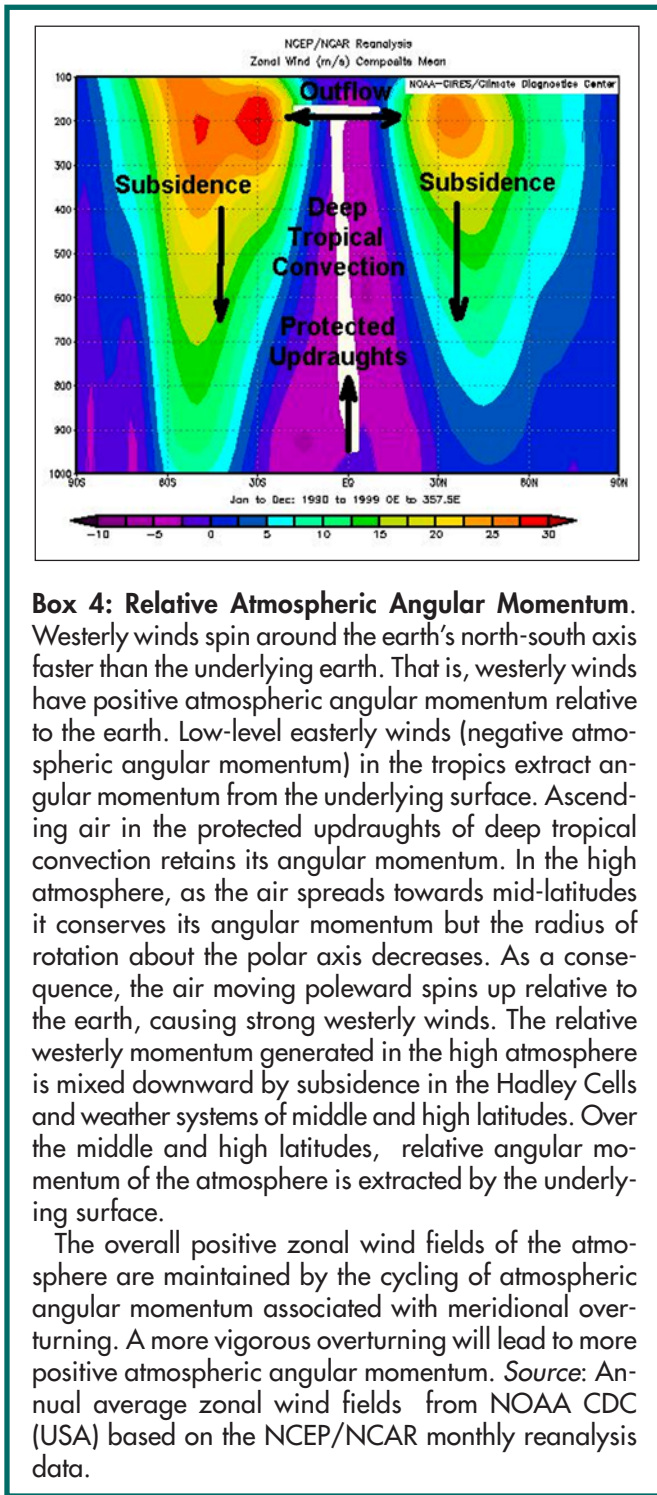 NCEP/NCAR Reanalysis
Zonal Wind (m/s) Composite Mean
NOAA-CIRES/Climate Diagnostics Center
100
200
300
400
500
600
700
800
900
1000
Outflow
Subsidence
Subsidence
Deep
Tropical
Convection
Protected
Updraughts
90S 60S 30S EQ 30N 60N 90N
Jan to Dec: 1990 to 1999 0E to 357.5E
-10 -5 0 5 10 15 20 25 30
Box 4: Relative Atmospheric Angular Momentum.
Westerly winds spin around the earth's north-south axis
faster than the underlying earth. That is, westerly winds
have positive atmospheric angular momentum relative
to the earth. Low-level easterly winds (negative atmo-
spheric angular momentum) in the tropics extract an-
gular momentum from the underlying surface. Ascend-
ing air in the protected updraughts of deep tropical
convection retains its angular momentum. In the high
atmosphere, as the air spreads towards mid-latitudes
it conserves its angular momentum but the radius of
rotation about the polar axis decreases. As a conse-
quence, the air moving poleward spins up relative to
the earth, causing strong westerly winds. The relative
westerly momentum generated in the high atmosphere
is mixed downward by subsidence in the Hadley Cells
and weather systems of middle and high latitudes. Over
the middle and high latitudes, relative angular mo-
mentum of the atmosphere is extracted by the underly-
ing surface.
The overall positive zonal wind fields of the atmo-
sphere are maintained by the cycling of atmospheric
angular momentum associated with meridional over-
turning. A more vigorous overturning will lead to more
positive atmospheric angular momentum. Source: An-
nual average zonal wind fields from NOAA CDC
(USA) based on the NCEP/NCAR monthly reanalysis
data.